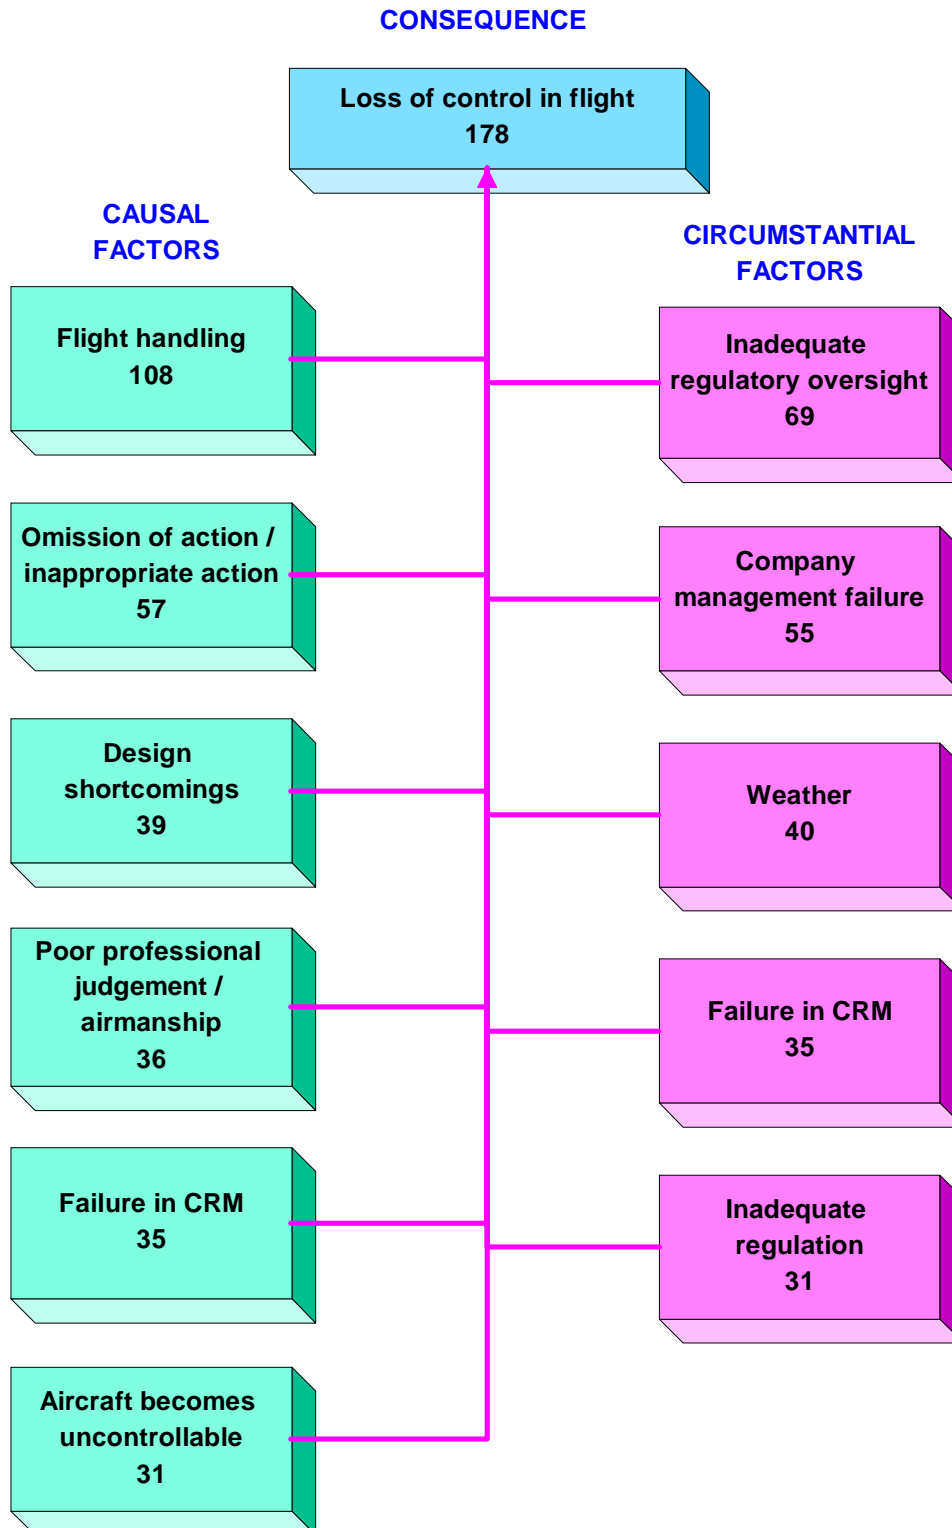 CONSEQUENCE
Loss of control in flight
178
CAUSAL
FACTORS
Flight handling
108
Omission of action /
inappropriate action
57
Design
shortcomings
39
Poor professional
judgement /
airmanship
36
Failure in CRM
35
Aircraft becomes
uncontrollable
31
CIRCUMSTANTIAL
FACTORS
Inadequate
regulatory oversight
69
Company
management failure
55
Weather
40
Failure in CRM
35
Inadequate
regulation
31